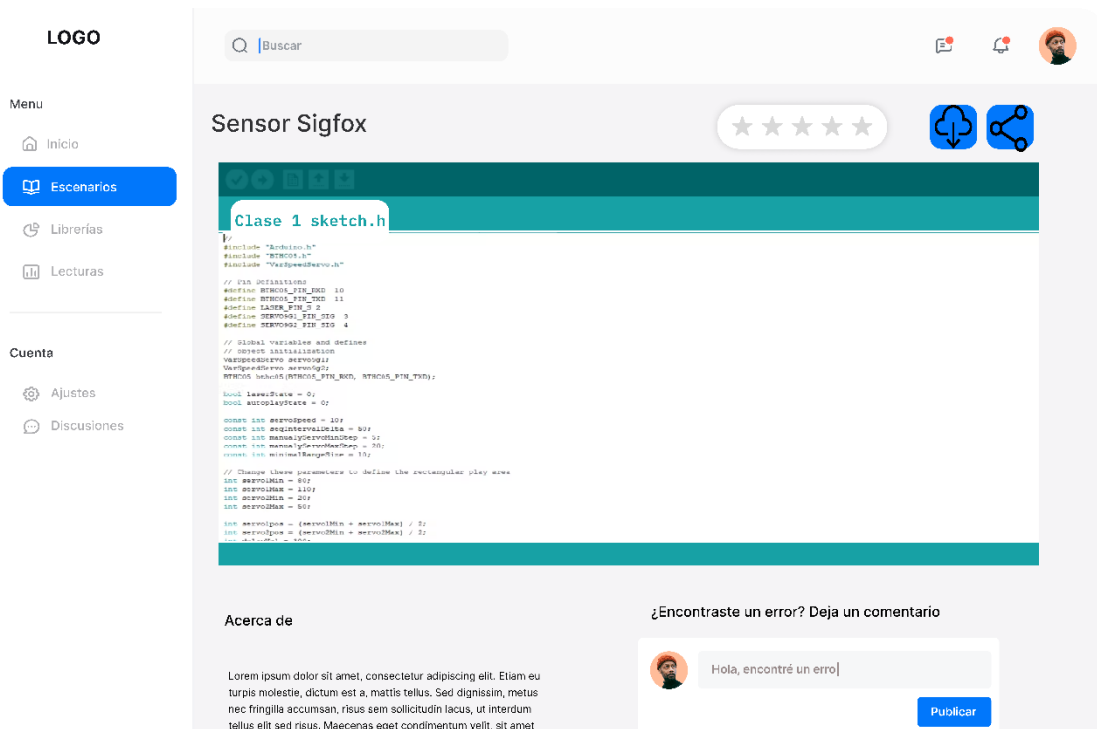 LOGO
Buscar
Menu
Inicio
Escenarios
Librerías
Lecturas
Cuenta
Ajustes
Discusiones
Sensor Sigfox
Clase 1 sketch.h
//
#include "Arduino.h"
#include "BTHC05.h"
#include "VarSpeedServo.h"
// Pin Definitions
#define BTHC05_PIN_RXD 10
#define BTHC05_PIN_TXD 11
#define LASER_PIN_S 2
#define SERVO9G1_PIN_SIG 3
#define SERVO9G2_PIN_SIG 4
// Global variables and defines
// object initialization
VarSpeedServo servo9g1;
VarSpeedServo servo9g2;
BTHC05 bthc05(BTHC05_PIN_RXD, BTHC05_PIN_TXD);
bool laserState = 0;
bool autoplayState = 0;
const int servoSpeed = 10;
const int seqIntervalDelta = 50;
const int manualyServoMinStep = 5;
const int manualyServoMaxStep = 20;
const int minimalRangeSize = 10;
// Change these parameters to define the rectangular play area
int servo1Min = 80;
int servo1Max = 110;
int servo2Min = 20;
int servo2Max = 50;
int servo1pos = (servo1Min + servo1Max) / 2;
int servo2pos = (servo2Min + servo2Max) / 2;
Acerca de
Lorem ipsum dolor sit amet, consectetur adipiscing elit. Etiam eu
turpis molestie, dictum est a, mattis tellus. Sed dignissim, metus
nec fringilla accumsan, risus sem sollicitudin lacus, ut interdum
tellus elit sed risus. Maecenas eget condimentum velit, sit amet
¿Encontraste un error? Deja un comentario
Hola, encontré un erro
Publicar